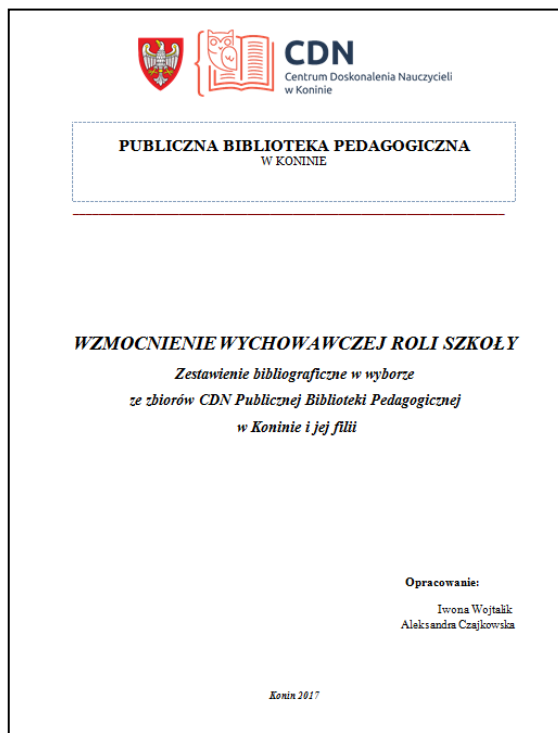 CDN
Centrum Doskonalenia Nauczycieli
w Koninie
PUBLICZNA BIBLIOTEKA PEDAGOGICZNA
W KONINIE
WZMOCNIENIE WYCHOWAWCZEJ ROLI SZKOŁY
Zestawienie bibliograficzne w wyborze
ze zbiorów CDN Publicznej Biblioteki Pedagogicznej
w Koninie i jej filii
Opracowanie:
Iwona Wojtalik
Aleksandra Czajkowska
Konin 2017